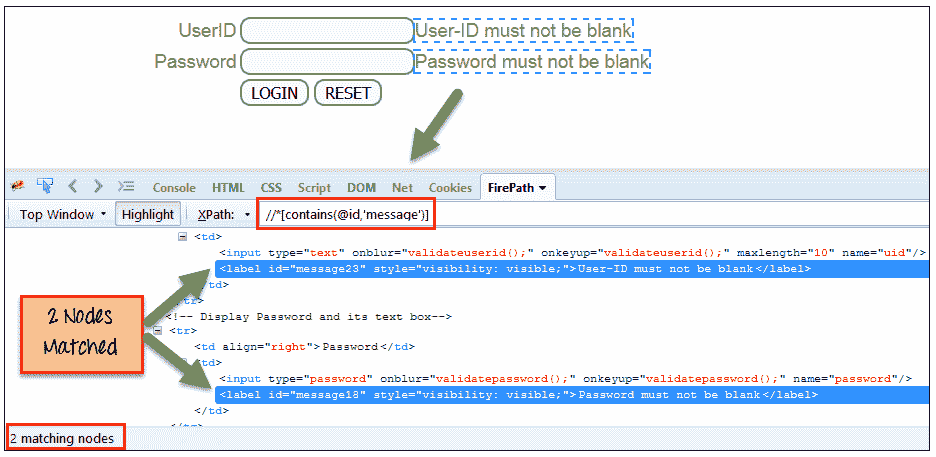 UserID User-ID must not be blank
Password Password must not be blank
LOGIN RESET
Console HTML CSS Script DOM Net Cookies FirePath
Top Window Highlight XPath: //*[contains(@id,'message')]
<td>
<input type="text" onblur="validateuserid();" onkeyup="validateuserid();" maxlength="10" name="uid"/>
<label id="message23" style="visibility: visible;">User-ID must not be blank</label>
</td>
</tr>
<!-- Display Password and its text box-->
<tr>
<td align="right">Password</td>
<td>
<input type="password" onblur="validatepassword();" onkeyup="validatepassword();" name="password"/>
<label id="message18" style="visibility: visible;">Password must not be blank</label>
</td>
</tr>
2 Nodes
Matched
2 matching nodes